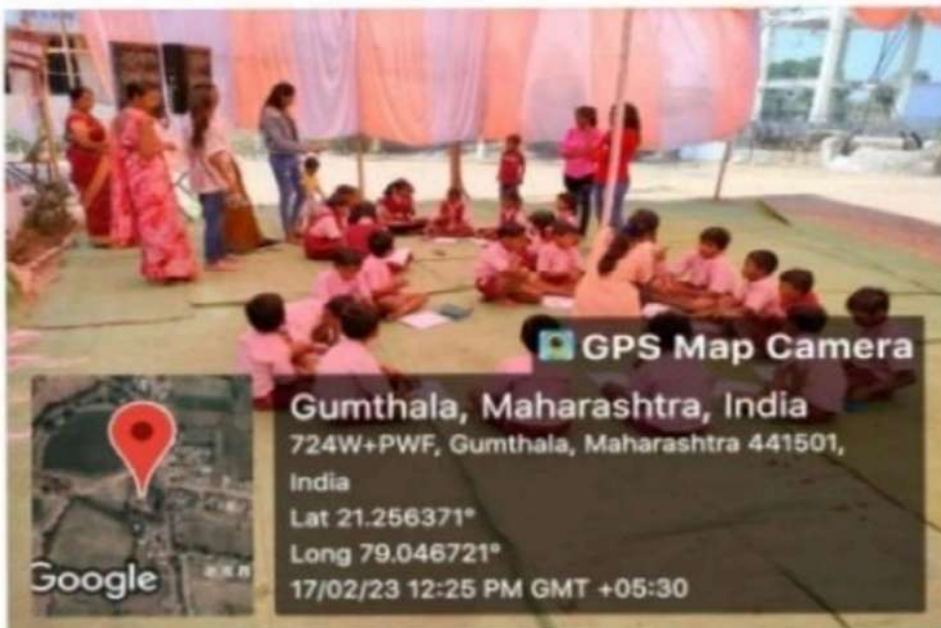 GPS Map Camera
Gumthala, Maharashtra, India
724W+PWF, Gumthala, Maharashtra 441501,
India
Lat 21.256371°
Long 79.046721°
17/02/23 12:25 PM GMT +05:30
Google